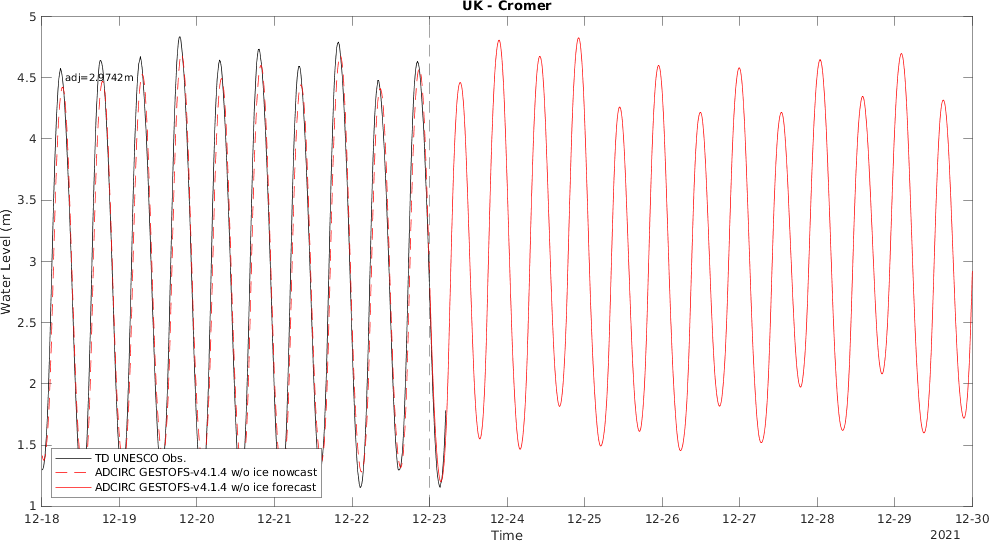 UK - Cromer
5
4.5
4
3.5
3
2.5
2
1.5
1
Water Level (m)
adj=2.9742m
TD UNESCO Obs.
ADCIRC GESTOFS-v4.1.4 w/o ice nowcast
ADCIRC GESTOFS-v4.1.4 w/o ice forecast
12-18 12-19 12-20 12-21 12-22 12-23 12-24 12-25 12-26 12-27 12-28 12-29 12-30
Time
2021